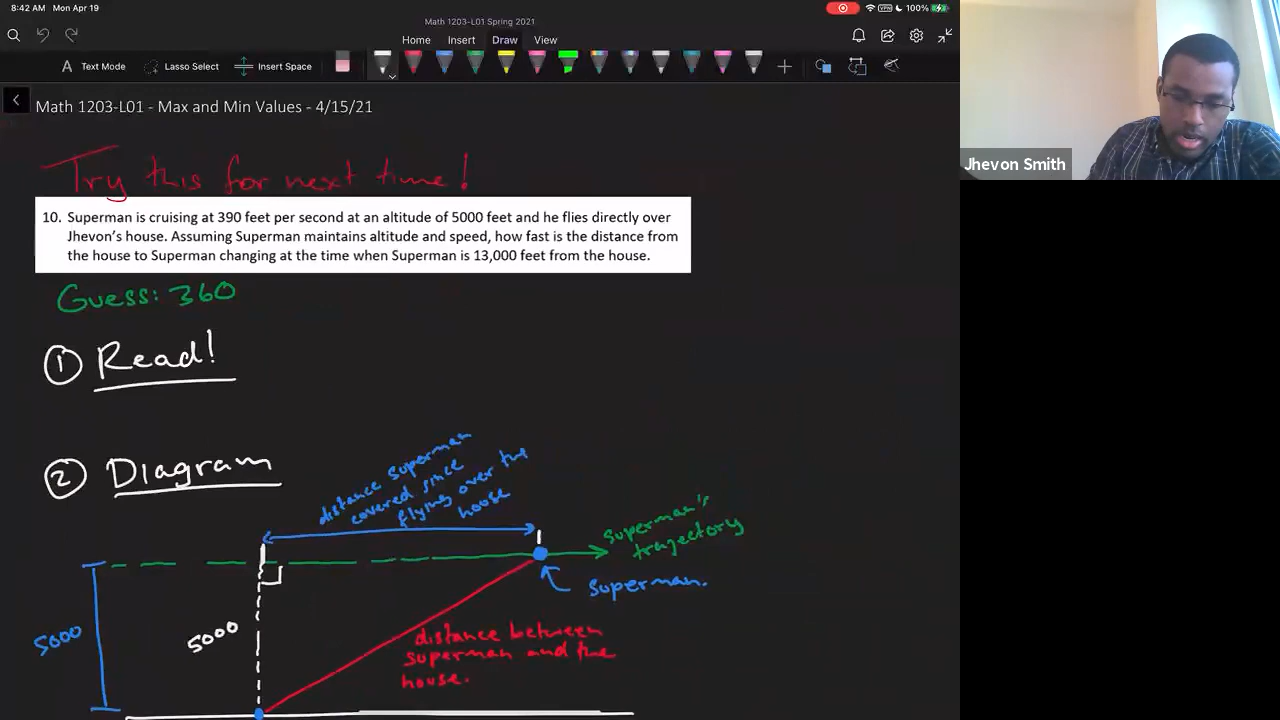 8:42 AM Mon Apr 19
VPN 100%
Math 1203-L01 Spring 2021
Home Insert Draw View
Text Mode Lasso Select Insert Space
Math 1203-L01 - Max and Min Values - 4/15/21
Try this for next time!
10. Superman is cruising at 390 feet per second at an altitude of 5000 feet and he flies directly over
Jhevon's house. Assuming Superman maintains altitude and speed, how fast is the distance from
the house to Superman changing at the time when Superman is 13,000 feet from the house.
Guess: 360
① Read!
② Diagram
distance superman
covered since
flying over the
house
superman's
trajectory
superman.
5000
5000
distance between
superman and the
house.
Jhevon Smith